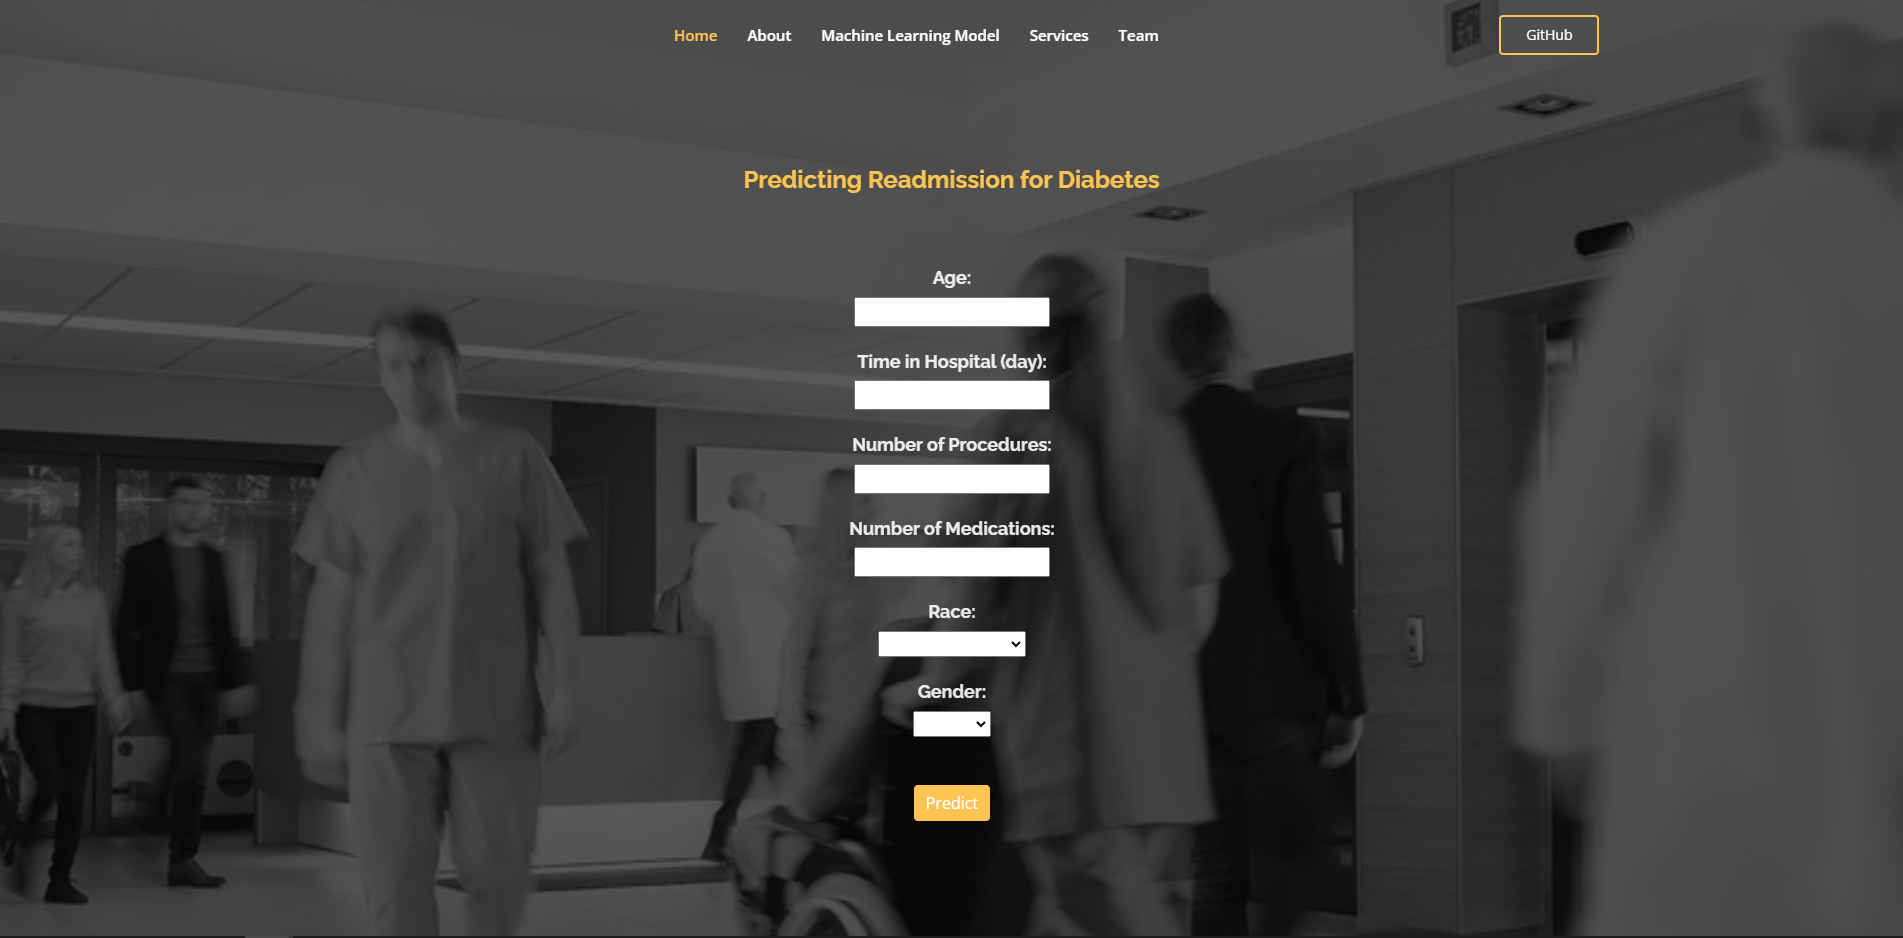 Home About Machine Learning Model Services Team GitHub
Predicting Readmission for Diabetes
Age:
Time in Hospital (day):
Number of Procedures:
Number of Medications:
Race:
Gender:
Predict